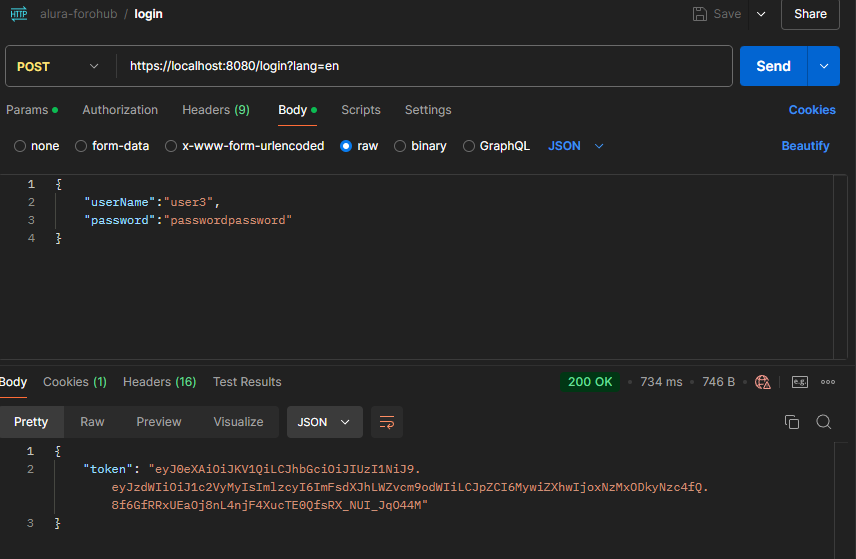 HTTP alura-forohub / login Save Share
POST https://localhost:8080/login?lang=en Send
Params Authorization Headers (9) Body Scripts Settings Cookies
none form-data x-www-form-urlencoded raw binary GraphQL JSON Beautify
1 {
2 "userName":"user3",
3 "password":"passwordpassword"
4 }
Body Cookies (1) Headers (16) Test Results 200 OK • 734 ms • 746 B • e.g.
Pretty Raw Preview Visualize JSON
1 {
2 "token": "eyJ0eXAiOiJKV1QiLCJhbGciOiJIUzI1NiJ9.
eyJzdWIiOiJ1c2VyMyIsImlzcyI6ImFsdXJhLWZvcm9odWIiLCJpZCI6MywiZXhwIjoxNzMxODkyNzc4fQ.
8f6GfRRxUEaOj8nL4njF4XucTE0QfsRX_NUI_JqO44M"
3 }